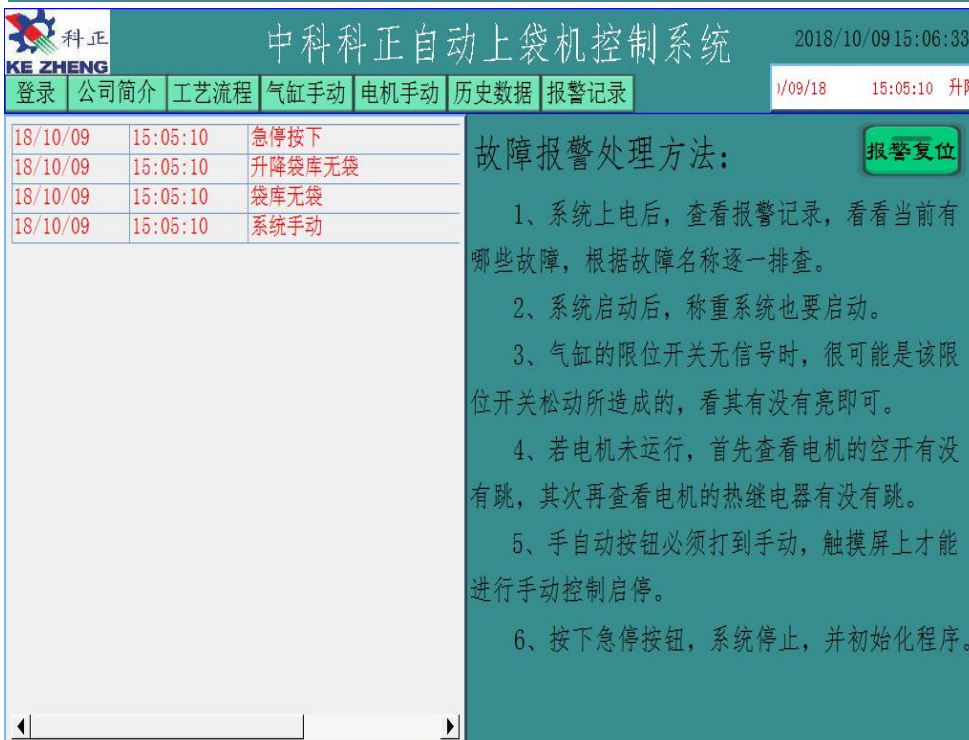 科正
KE ZHENG
中科科正自动上袋机控制系统
2018/10/09 15:06:33
登录 公司简介 工艺流程 气缸手动 电机手动 历史数据 报警记录
/09/18 15:05:10
18/10/09 15:05:10 急停按下
18/10/09 15:05:10 升降袋库无袋
18/10/09 15:05:10 袋库无袋
18/10/09 15:05:10 系统手动
故障报警处理方法：
报警复位
1、系统上电后，查看报警记录，看看当前有
哪些故障，根据故障名称逐一排查。
2、系统启动后，称重系统也要启动。
3、气缸的限位开关无信号时，很可能是该限
位开关松动所造成的，看其有没有亮即可。
4、若电机未运行，首先查看电机的空开有没
有跳，其次再查看电机的热继电器有没有跳。
5、手自动按钮必须打到手动，触摸屏上才能
进行手动控制启停。
6、按下急停按钮，系统停止，并初始化程序。